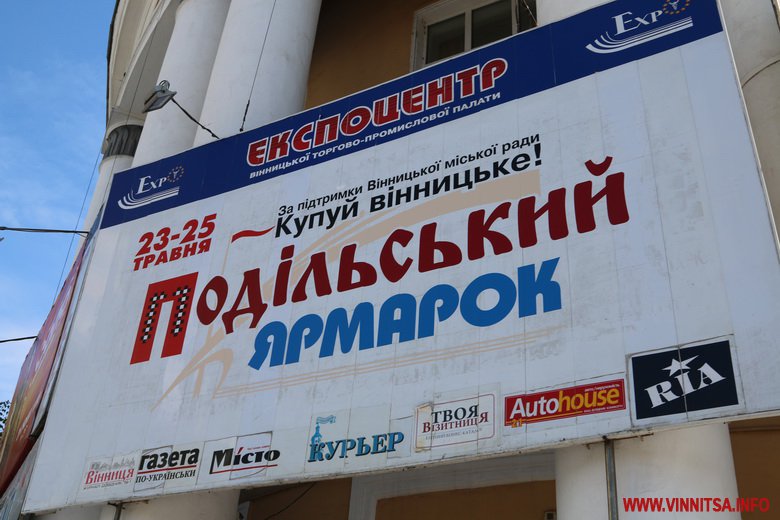 Expo
ЕКСПОЦЕНТР
ВІННИЦЬКОЇ ТОРГОВО-ПРОМИСЛОВОЇ ПАЛАТИ
Expo
За підтримки Вінницької міської ради
Купуй вінницьке!
23-25
ТРАВНЯ
Подільський
ЯРМАРОК
Вінниця
газета
ПО-УКРАЇНСЬКИ
Місто
КУРЬЕР
ТВОЯ
ВІЗИТНИЦЯ
Autohouse
RIA
WWW.VINNITSA.INFO